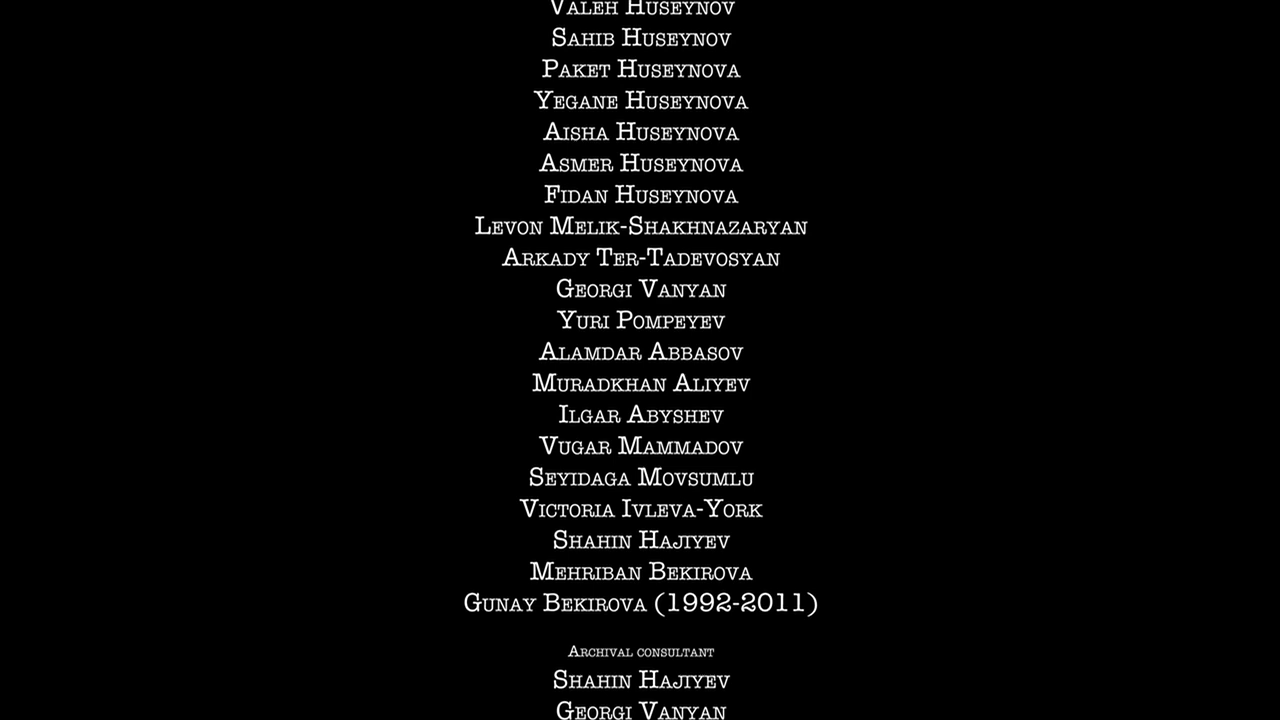 Valeh Huseynov
Sahib Huseynov
Paket Huseynova
Yegane Huseynova
Aisha Huseynova
Asmer Huseynova
Fidan Huseynova
Levon Melik-Shakhnazaryan
Arkady Ter-Tadevosyan
Georgi Vanyan
Yuri Pompeyev
Alamdar Abbasov
Muradkhan Aliyev
Ilgar Abyshev
Vugar Mammadov
Seyidaga Movsumlu
Victoria Ivleva-York
Shahin Hajiyev
Mehriban Bekirova
Gunay Bekirova (1992-2011)
Archival consultant
Shahin Hajiyev
Georgi Vanyan